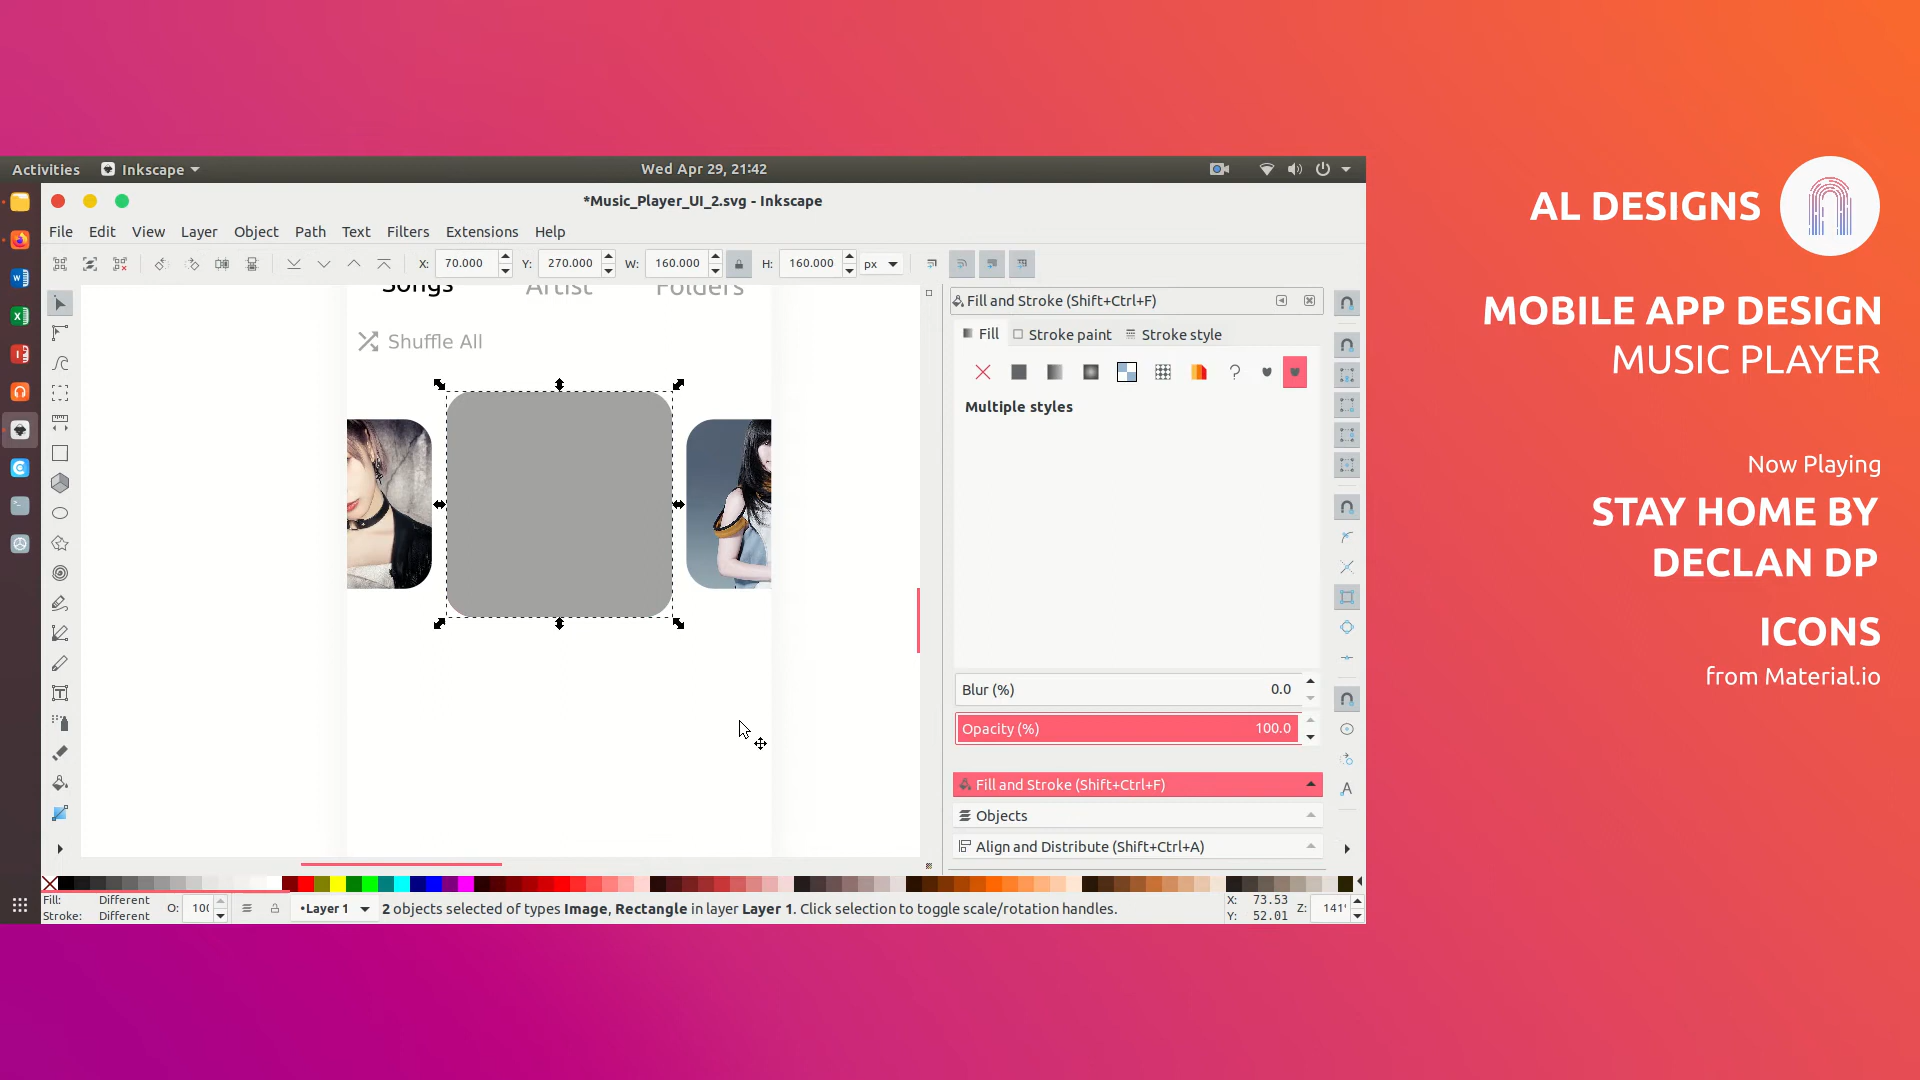 Activities
Inkscape
Wed Apr 29, 21:42
*Music_Player_UI_2.svg - Inkscape
File Edit View Layer Object Path Text Filters Extensions Help
X: 70.000 Y: 270.000 W: 160.000 H: 160.000 px
Songs Artist Folders
Shuffle All
Fill and Stroke (Shift+Ctrl+F)
Fill Stroke paint Stroke style
Multiple styles
Blur (%) 0.0
Opacity (%) 100.0
Fill and Stroke (Shift+Ctrl+F)
Objects
Align and Distribute (Shift+Ctrl+A)
Fill: Different
Stroke: Different
O: 100
•Layer 1
2 objects selected of types Image, Rectangle in layer Layer 1. Click selection to toggle scale/rotation handles.
X: 73.53
Y: 52.01
Z: 141
AL DESIGNS
MOBILE APP DESIGN
MUSIC PLAYER
Now Playing
STAY HOME BY
DECLAN DP
ICONS
from Material.io